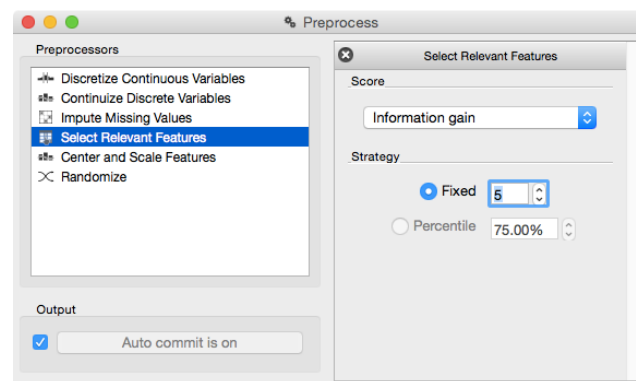 Preprocess
Preprocessors
Discretize Continuous Variables
Continuize Discrete Variables
Impute Missing Values
Select Relevant Features
Center and Scale Features
Randomize
Output
Auto commit is on
Select Relevant Features
Score
Information gain
Strategy
Fixed 5
Percentile 75.00%